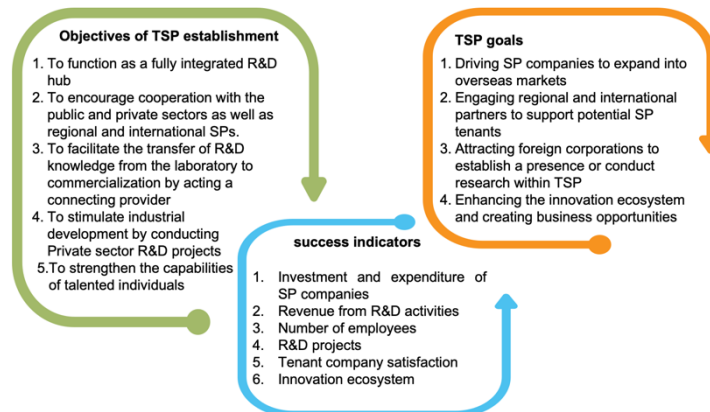 Objectives of TSP establishment
1. To function as a fully integrated R&D
hub
2. To encourage cooperation with the
public and private sectors as well as
regional and international SPs.
3. To facilitate the transfer of R&D
knowledge from the laboratory to
commercialization by acting a
connecting provider
4. To stimulate industrial
development by conducting
Private sector R&D projects
5.To strengthen the capabilities
of talented individuals
success indicators
1. Investment and expenditure of
SP companies
2. Revenue from R&D activities
3. Number of employees
4. R&D projects
5. Tenant company satisfaction
6. Innovation ecosystem
TSP goals
1. Driving SP companies to expand into
overseas markets
2. Engaging regional and international
partners to support potential SP
tenants
3. Attracting foreign corporations to
establish a presence or conduct
research within TSP
4. Enhancing the innovation ecosystem
and creating business opportunities